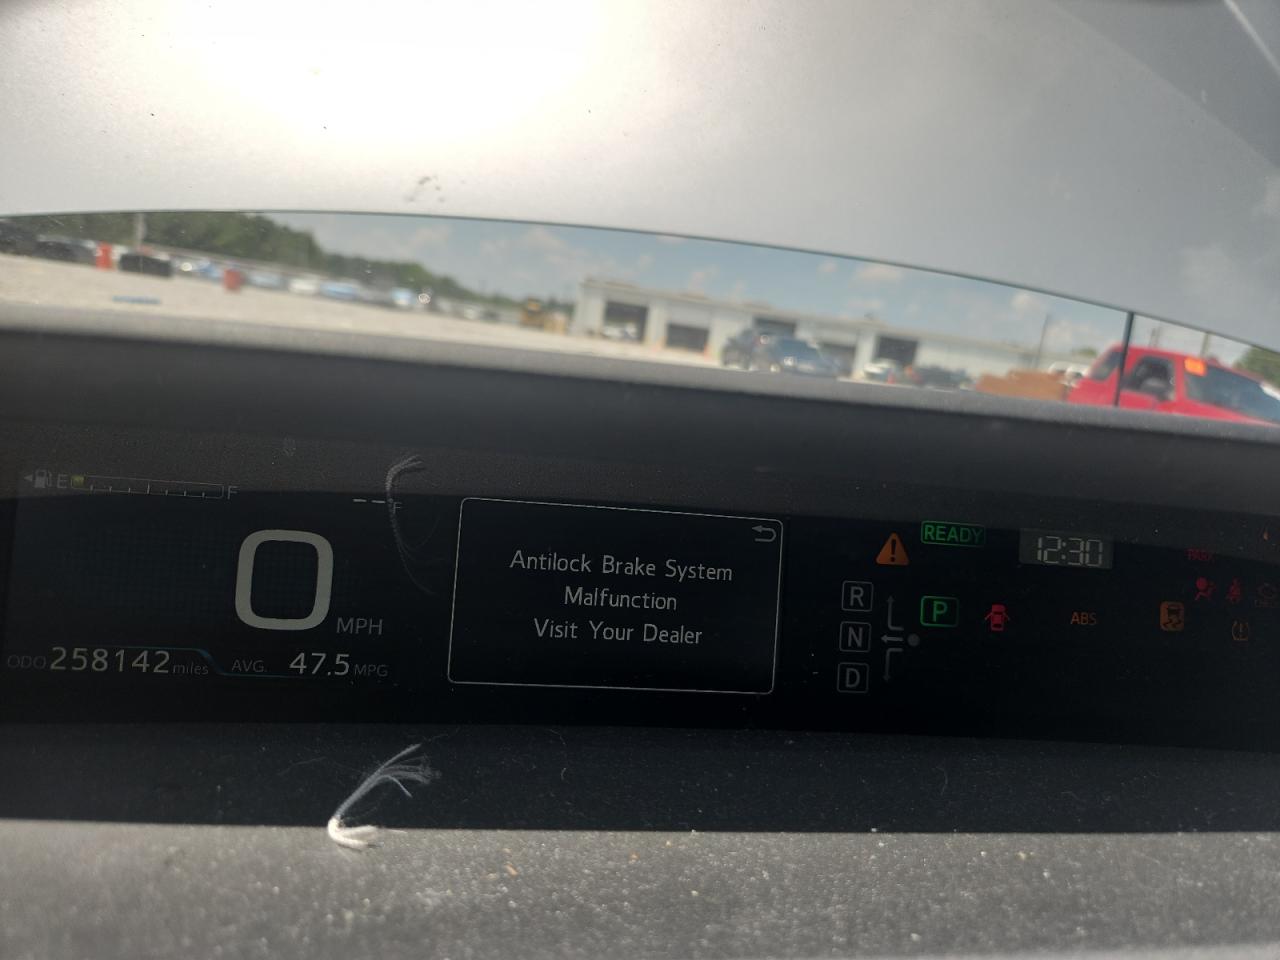 E F
--F
0 MPH
ODO 258142 miles AVG. 47.5 MPG
Antilock Brake System
Malfunction
Visit Your Dealer
READY
12:30
PARK
R
N
D
P
ABS